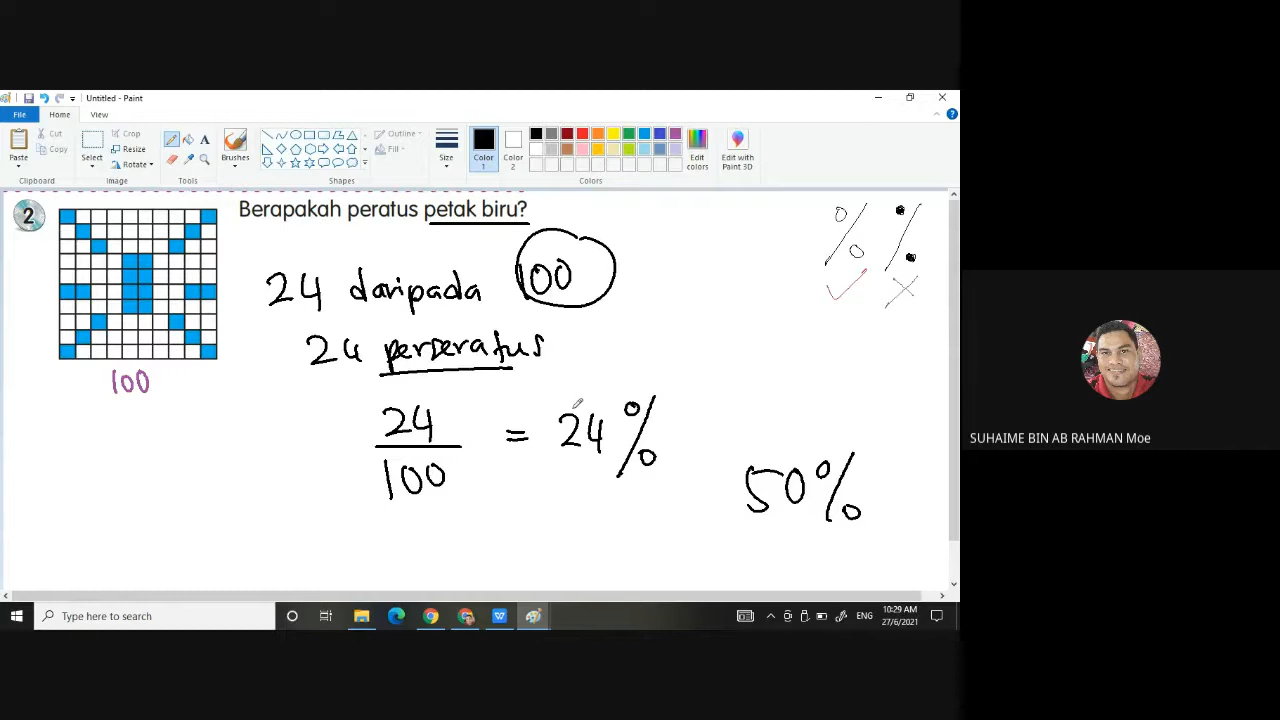 Untitled - Paint
File
Home
View
Paste
Cut
Copy
Clipboard
Select
Crop
Resize
Rotate
Image
A
Tools
Brushes
Shapes
Outline
Fill
Size
Color 1
Color 2
Colors
Edit colors
Edit with Paint 3D
2
Berapakah peratus petak biru?
24 daripada 100
24 perseratus
100
24
100
= 24 %
50%
%
SUHAIME BIN AB RAHMAN Moe
Type here to search
ENG
10:29 AM
27/6/2021